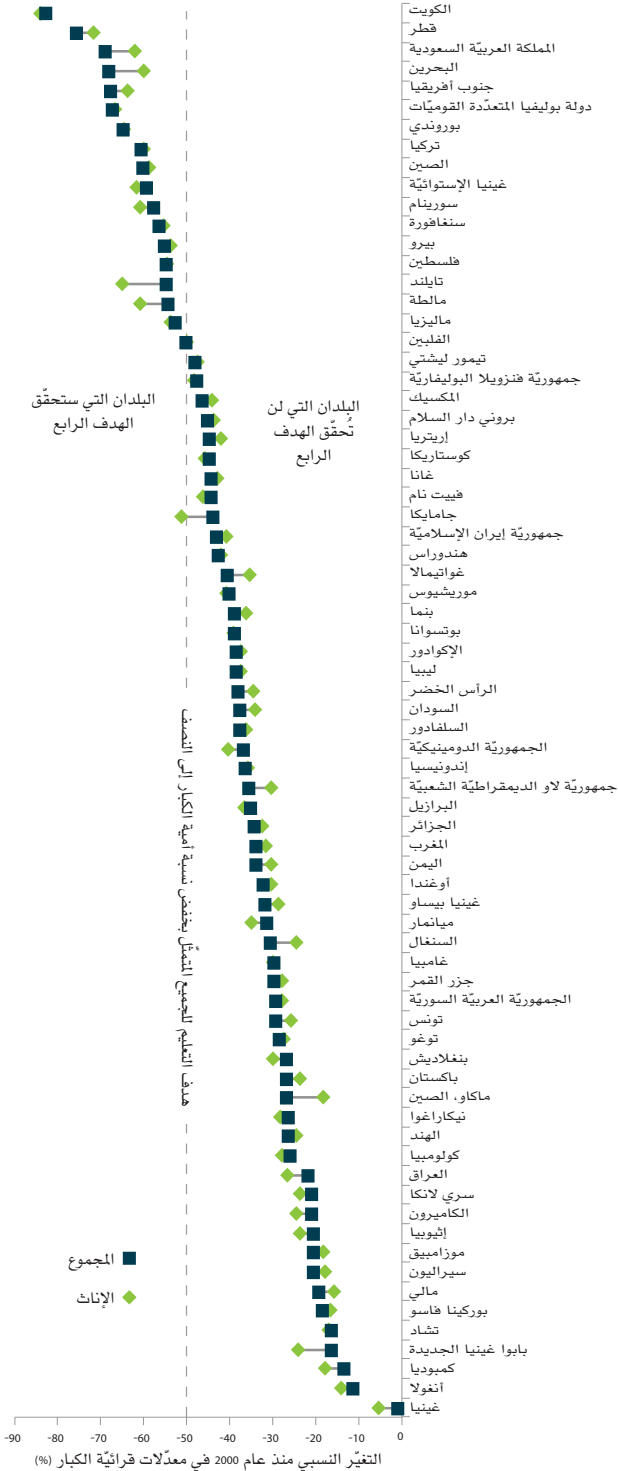 الكويت
قطر
المملكة العربيّة السعودية
البحرين
جنوب أفريقيا
دولة بوليفيا المتعدّدة القوميّات
بوروندي
تركيا
الصين
غينيا الإستوائيّة
سورينام
سنغافورة
بيرو
فلسطين
تايلند
مالطة
ماليزيا
الفلبين
تيمور ليشتي
جمهوريّة فنزويلا البوليفاريّة
المكسيك
بروني دار السلام
إريتريا
كوستاريكا
غانا
فييت نام
جامايكا
جمهوريّة إيران الإسلاميّة
هندوراس
غواتيمالا
موريشيوس
بنما
بوتسوانا
الإكوادور
ليبيا
الرأس الخضر
السودان
السلفادور
الجمهوريّة الدومينيكيّة
إندونيسيا
جمهوريّة لاو الديمقراطيّة الشعبيّة
البرازيل
الجزائر
المغرب
اليمن
أوغندا
غينيا بيساو
ميانمار
السنغال
غامبيا
جزر القمر
الجمهوريّة العربيّة السوريّة
تونس
توغو
بنغلاديش
باكستان
ماكاو، الصين
نيكاراغوا
الهند
كولومبيا
العراق
سري لانكا
الكاميرون
إثيوبيا
موزامبيق
سيراليون
مالي
بوركينا فاسو
تشاد
بابوا غينيا الجديدة
كمبوديا
أنغولا
غينيا
البلدان التي لن
تُحقّق الهدف
الرابع
البلدان التي ستحقّق
الهدف الرابع
هدف التعليم للجميع المتمثّل بخفض نسبة أمية الكبار إلى النصف
المجموع
الإناث
-90 -80 -70 -60 -50 -40 -30 -20 -10 0
التغيّر النسبي منذ عام 2000 في معدّلات قرائيّة الكبار (%)